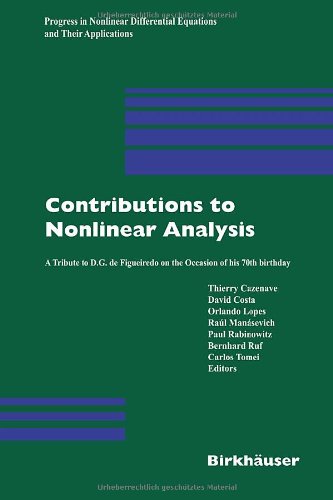 Urheberrechtlich geschütztes Material
Progress in Nonlinear Differential Equations
and Their Applications
Contributions to
Nonlinear Analysis
A Tribute to D.G. de Figueiredo on the Occasion of his 70th birthday
Thierry Cazenave
David Costa
Orlando Lopes
Raúl Manásevich
Paul Rabinowitz
Bernhard Ruf
Carlos Tomei
Editors
Birkhäuser
Urheberrechtlich geschütztes Material